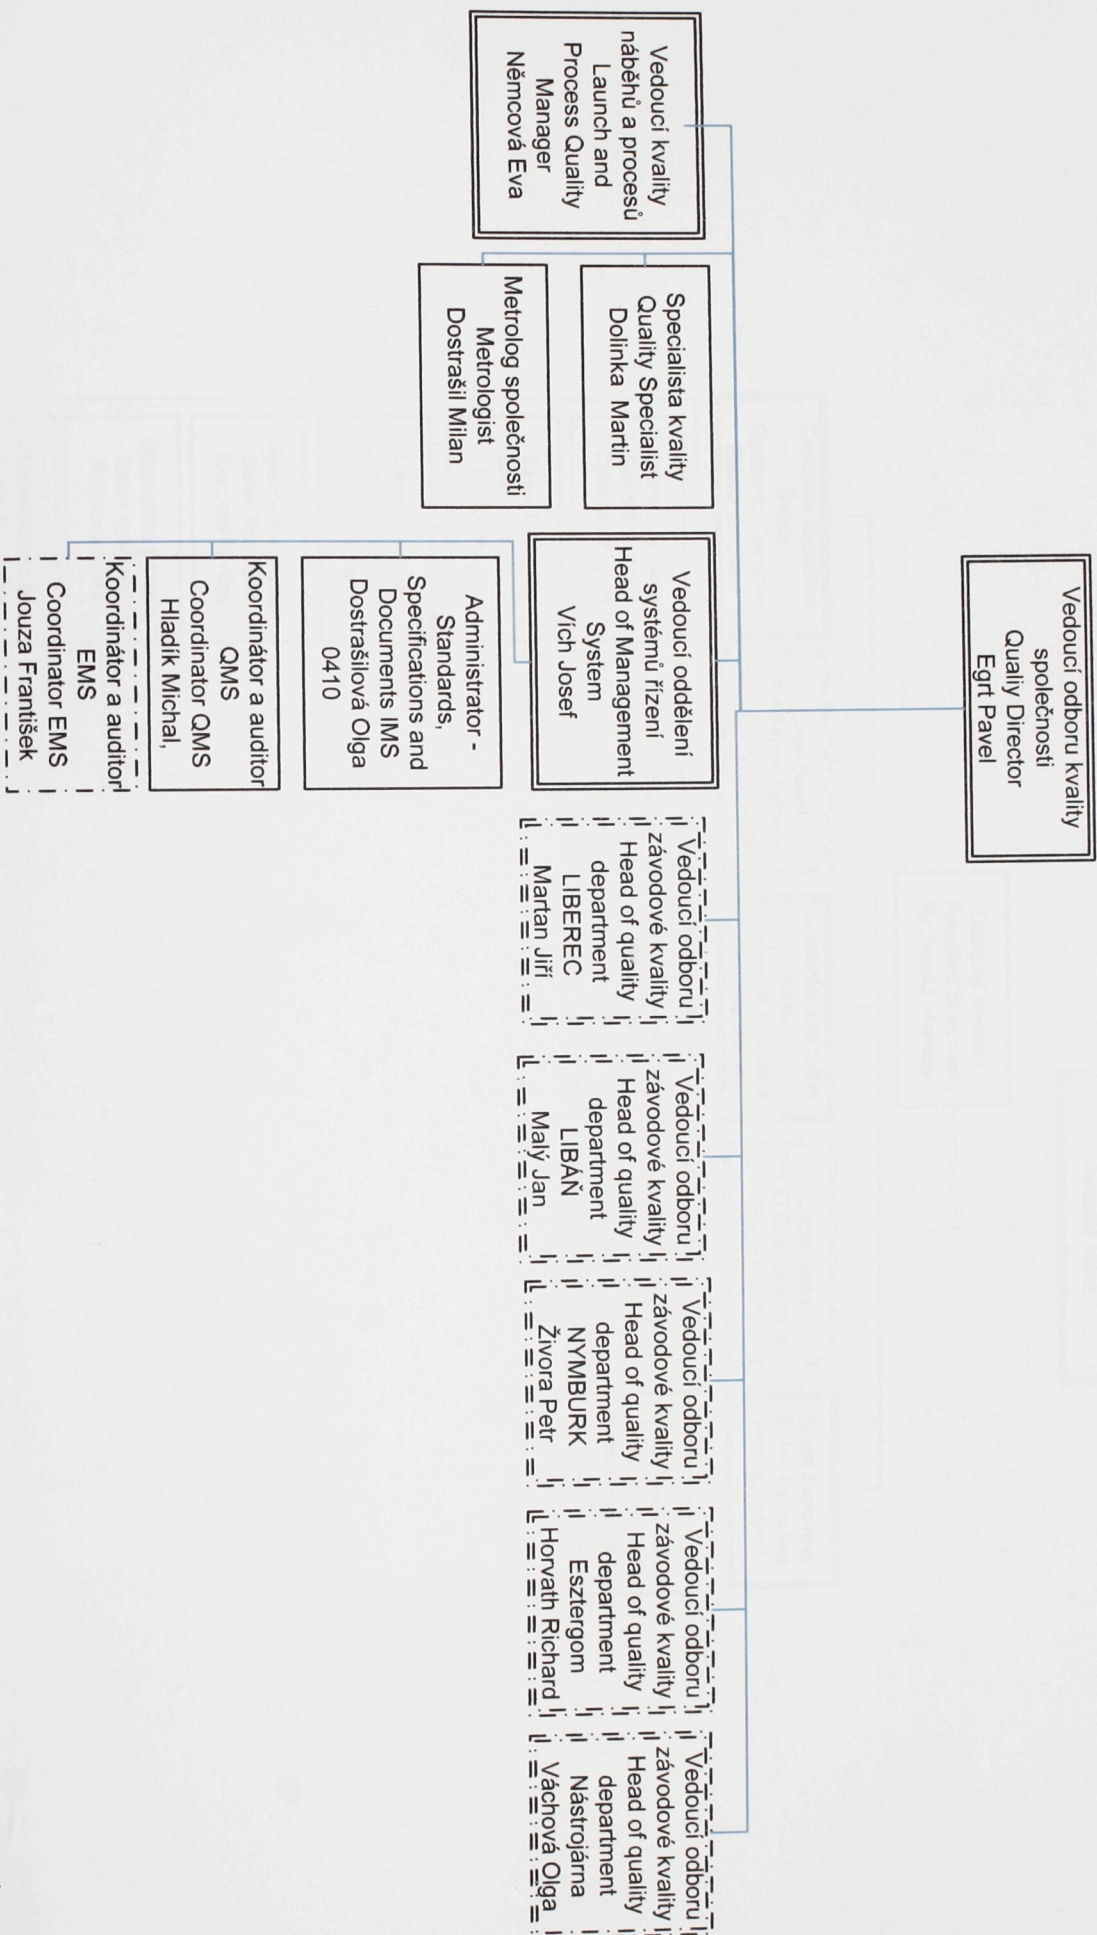 Vedoucí odboru kvality
společnosti
Qualiy Director
Egrt Pavel
Vedoucí kvality
náběhů a procesů
Launch and
Process Quality
Manager
Němcová Eva
Specialista kvality
Quality Specialist
Dolinka Martin
Metrolog společnosti
Metrologist
Dostrašil Milan
Vedoucí oddělení
systémů řízení
Head of Management
System
Vích Josef
Administrator -
Standards,
Specifications and
Documents IMS
Dostrašilová Olga
0410
Koordinátor a auditor
QMS
Coordinator QMS
Hladík Michal,
Koordinátor a auditor
EMS
Coordinator EMS
Jouza František
Vedoucí odboru
závodové kvality
Head of quality
department
LIBEREC
Martan Jiří
Vedoucí odboru
závodové kvality
Head of quality
department
LIBÁŇ
Malý Jan
Vedoucí odboru
závodové kvality
Head of quality
department
NYMBURK
Živora Petr
Vedoucí odboru
závodové kvality
Head of quality
department
Esztergom
Horvath Richard
Vedoucí odboru
závodové kvality
Head of quality
department
Nástrojárna
Váchová Olga